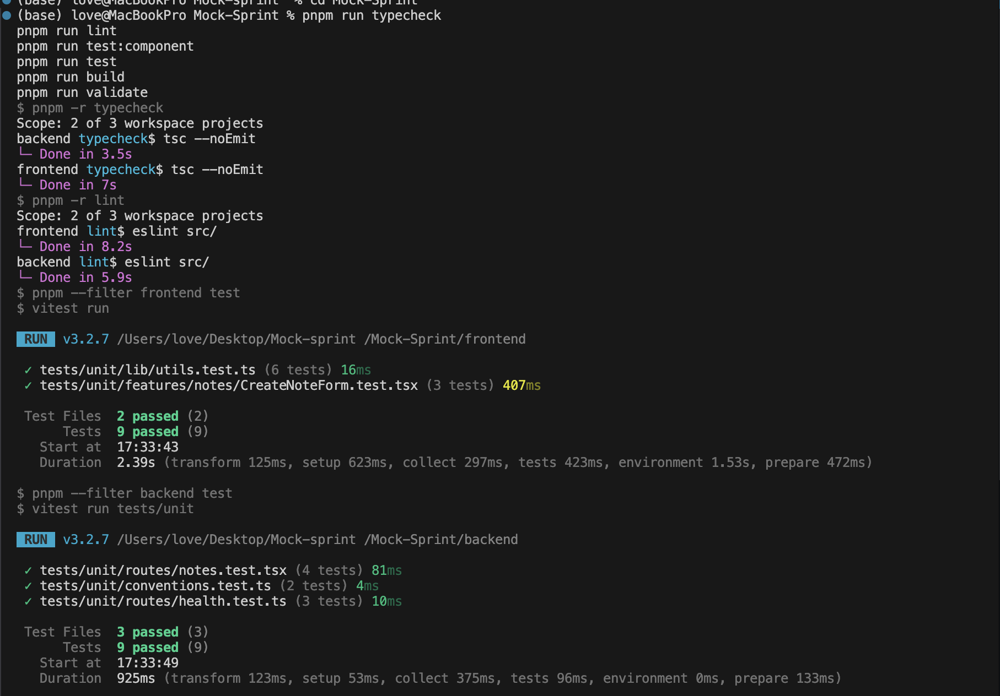 (base) love@MacBookPro Mock-sprint  % cd Mock-Sprint
(base) love@MacBookPro Mock-Sprint % pnpm run typecheck
pnpm run lint
pnpm run test:component
pnpm run test
pnpm run build
pnpm run validate
$ pnpm -r typecheck
Scope: 2 of 3 workspace projects
backend typecheck$ tsc --noEmit
└─ Done in 3.5s
frontend typecheck$ tsc --noEmit
└─ Done in 7s
$ pnpm -r lint
Scope: 2 of 3 workspace projects
frontend lint$ eslint src/
└─ Done in 8.2s
backend lint$ eslint src/
└─ Done in 5.9s
$ pnpm --filter frontend test
$ vitest run
RUN v3.2.7 /Users/love/Desktop/Mock-sprint /Mock-Sprint/frontend
✓ tests/unit/lib/utils.test.ts (6 tests) 16ms
✓ tests/unit/features/notes/CreateNoteForm.test.tsx (3 tests) 407ms
Test Files 2 passed (2)
Tests 9 passed (9)
Start at 17:33:43
Duration 2.39s (transform 125ms, setup 623ms, collect 297ms, tests 423ms, environment 1.53s, prepare 472ms)
$ pnpm --filter backend test
$ vitest run tests/unit
RUN v3.2.7 /Users/love/Desktop/Mock-sprint /Mock-Sprint/backend
✓ tests/unit/routes/notes.test.tsx (4 tests) 81ms
✓ tests/unit/conventions.test.ts (2 tests) 4ms
✓ tests/unit/routes/health.test.ts (3 tests) 10ms
Test Files 3 passed (3)
Tests 9 passed (9)
Start at 17:33:49
Duration 925ms (transform 123ms, setup 53ms, collect 375ms, tests 96ms, environment 0ms, prepare 133ms)